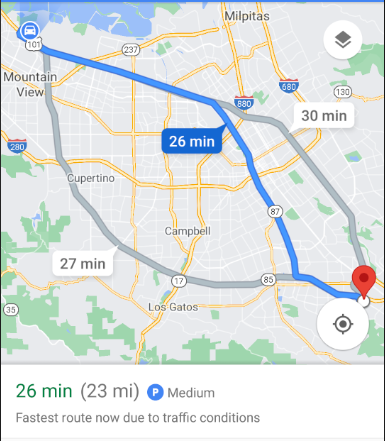 Milpitas
101
237
680
880
130
Mountain
View
30 min
26 min
280
Cupertino
87
Campbell
27 min
17
85
Los Gatos
35
26 min (23 mi) P Medium
Fastest route now due to traffic conditions